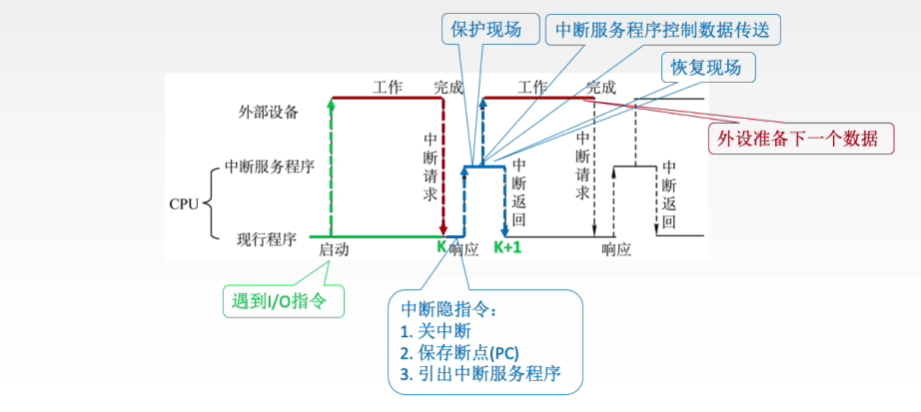 保护现场
中断服务程序控制数据传送
恢复现场
工作
完成
工作
完成
外部设备
外设准备下一个数据
中断请求
中断请求
中断服务程序
中断返回
中断返回
CPU
现行程序
启动
K
响应
K+1
响应
遇到I/O指令
中断隐指令：
1. 关中断
2. 保存断点(PC)
3. 引出中断服务程序